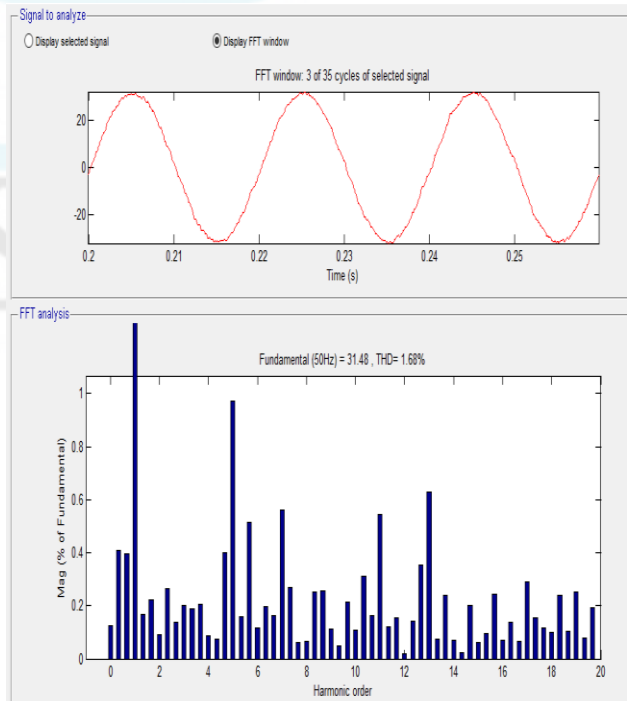 Signal to analyze
Display selected signal Display FFT window
FFT window: 3 of 35 cycles of selected signal
20
0
-20
0.2 0.21 0.22 0.23 0.24 0.25
Time (s)
FFT analysis
Fundamental (50Hz) = 31.48 , THD= 1.68%
1
0.8
0.6
0.4
0.2
0
Mag (% of Fundamental)
0 2 4 6 8 10 12 14 16 18 20
Harmonic order